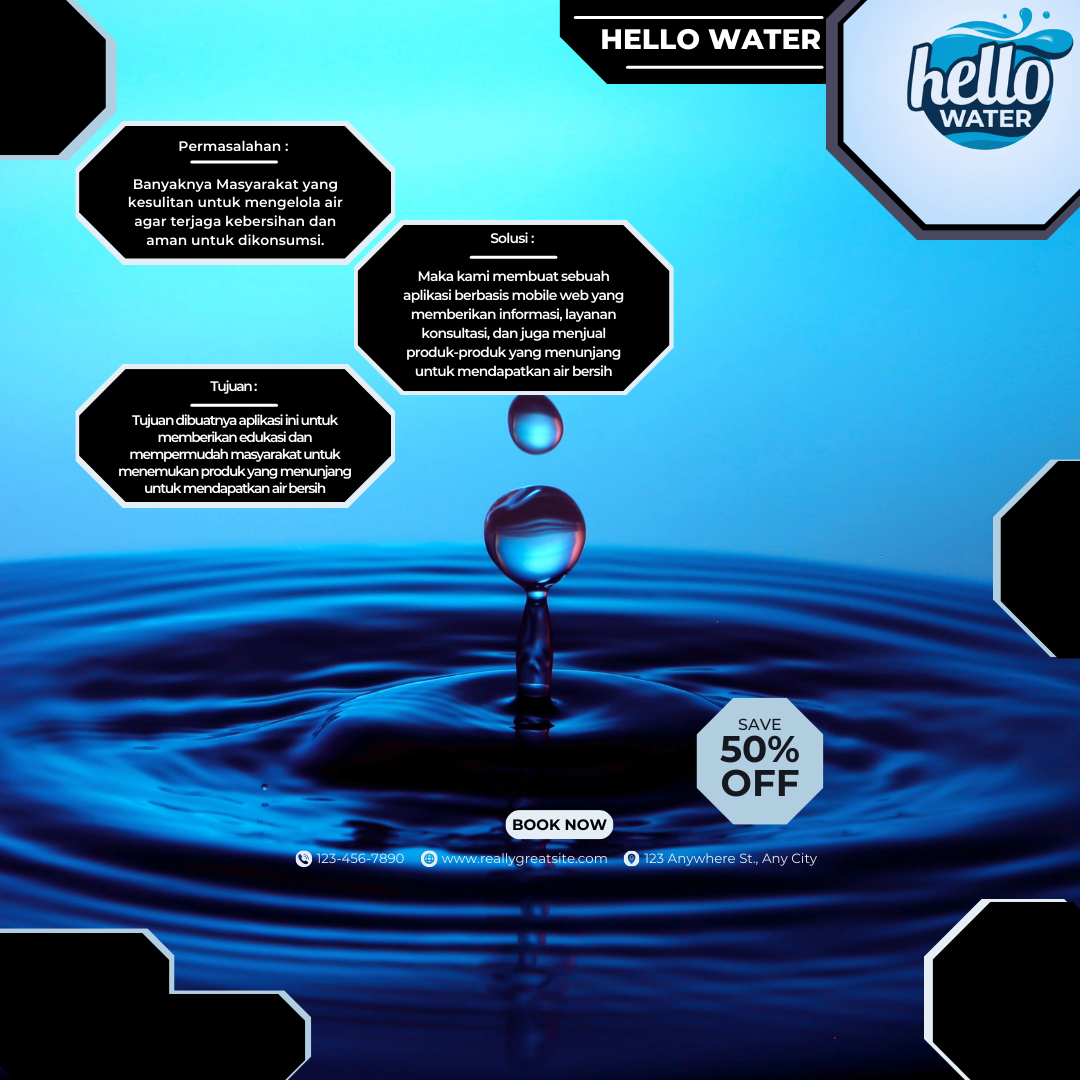 HELLO WATER
hello
WATER
Permasalahan :
Banyaknya Masyarakat yang
kesulitan untuk mengelola air
agar terjaga kebersihan dan
aman untuk dikonsumsi.
Solusi :
Maka kami membuat sebuah
aplikasi berbasis mobile web yang
memberikan informasi, layanan
konsultasi, dan juga menjual
produk-produk yang menunjang
untuk mendapatkan air bersih
Tujuan :
Tujuan dibuatnya aplikasi ini untuk
memberikan edukasi dan
mempermudah masyarakat untuk
menemukan produk yang menunjang
untuk mendapatkan air bersih
SAVE
50%
OFF
BOOK NOW
123-456-7890 www.reallygreatsite.com 123 Anywhere St., Any City